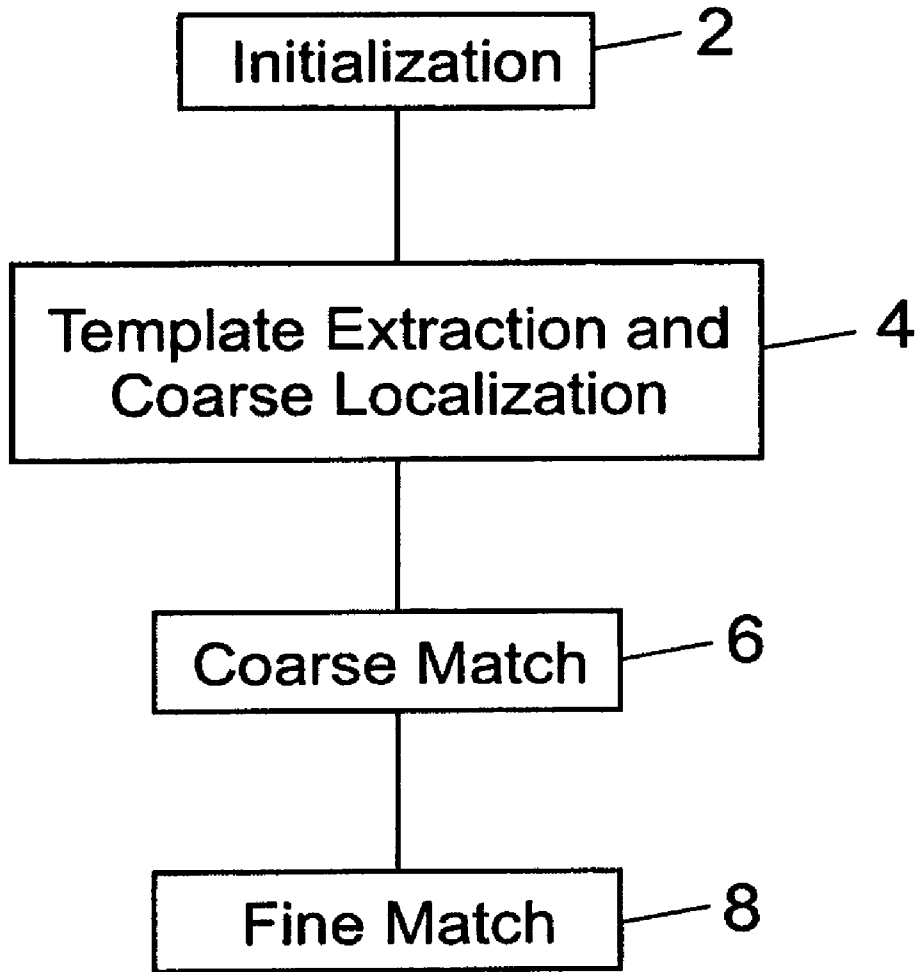 Initialization
2
Template Extraction and
Coarse Localization
4
Coarse Match
6
Fine Match
8